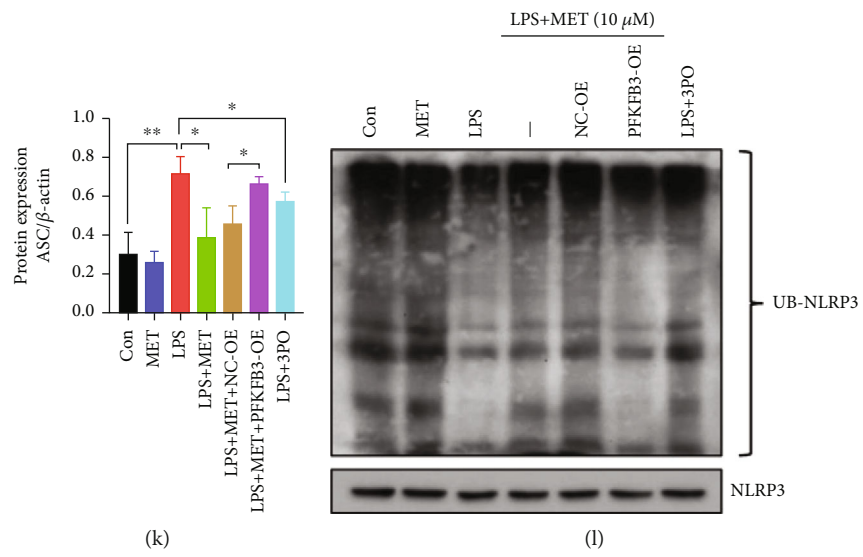 Protein expression
ASC/β-actin
1.0
0.8
0.6
0.4
0.2
0.0
**
*
*
*
Con
MET
LPS
LPS+MET
LPS+MET+NC-OE
LPS+MET+PFKFB3-OE
LPS+3PO
(k)
LPS+MET (10 μM)
Con
MET
LPS
–
NC-OE
PFKFB3-OE
LPS+3PO
UB-NLRP3
NLRP3
(l)